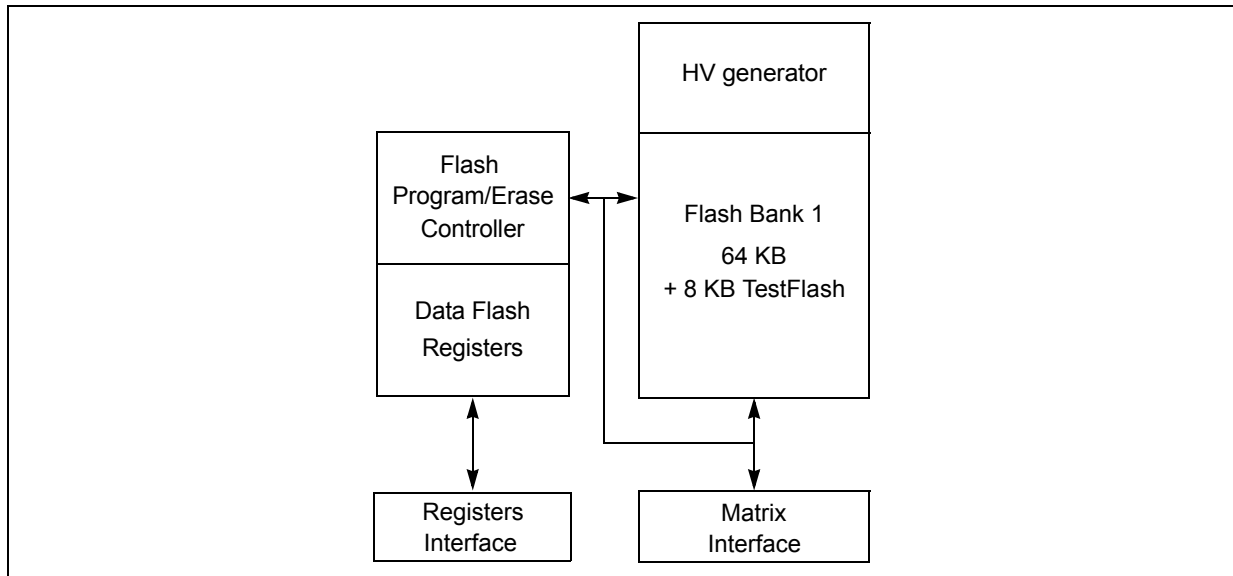 HV generator
Flash
Program/Erase
Controller
Flash Bank 1
64 KB
+ 8 KB TestFlash
Data Flash
Registers
Registers
Interface
Matrix
Interface